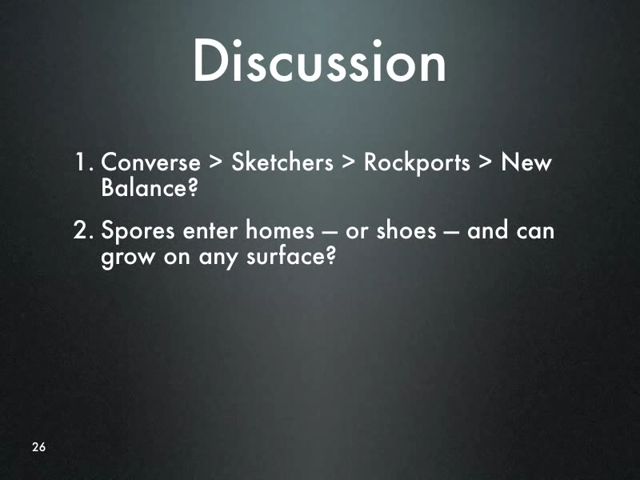 Discussion
1. Converse > Sketchers > Rockports > New
Balance?
2. Spores enter homes — or shoes — and can
grow on any surface?
26